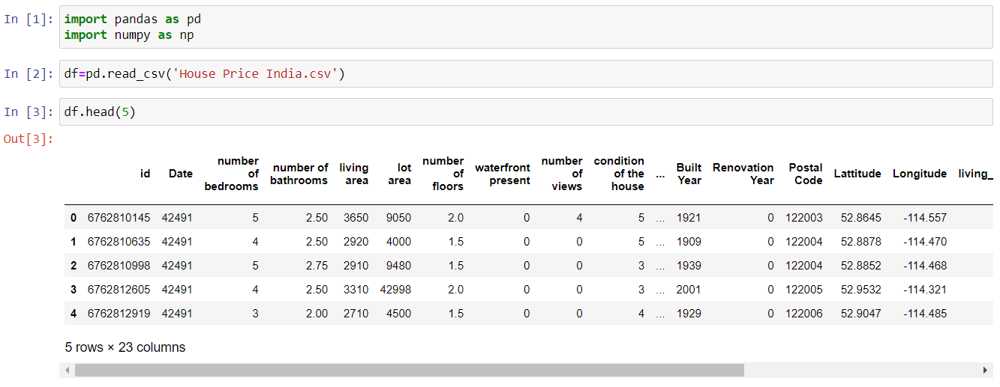 In [1]: import pandas as pd
import numpy as np
In [2]: df=pd.read_csv('House Price India.csv')
In [3]: df.head(5)
Out[3]:
id Date number of bedrooms number of bathrooms living area lot area number of floors waterfront present number of views condition of the house ... Built Year Renovation Year Postal Code Lattitude Longitude living_
0 6762810145 42491 5 2.50 3650 9050 2.0 0 4 5 ... 1921 0 122003 52.8645 -114.557
1 6762810635 42491 4 2.50 2920 4000 1.5 0 0 5 ... 1909 0 122004 52.8878 -114.470
2 6762810998 42491 5 2.75 2910 9480 1.5 0 0 3 ... 1939 0 122004 52.8852 -114.468
3 6762812605 42491 4 2.50 3310 42998 2.0 0 0 3 ... 2001 0 122005 52.9532 -114.321
4 6762812919 42491 3 2.00 2710 4500 1.5 0 0 4 ... 1929 0 122006 52.9047 -114.485
5 rows × 23 columns